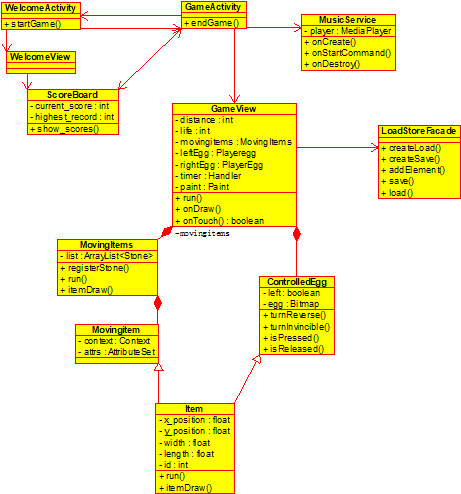 WelcomeActivity
+ startGame()
GameActivity
+ endGame()
MusicService
- player : MediaPlayer
+ onCreate()
+ onStartCommand()
+ onDestroy()
WelcomeView
ScoreBoard
- current_score : int
- highest_record : int
+ show_scores()
GameView
- distance : int
- life : int
- movingitems : MovingItems
- leftEgg : Playeregg
- rightEgg : PlayerEgg
- timer : Handler
- paint : Paint
+ run()
+ onDraw()
+ onTouch() : boolean
LoadStoreFacade
+ createLoad()
+ createSave()
+ addElement()
+ save()
+ load()
-movingitems
MovingItems
- list : ArrayList<Stone>
+ registerStone()
+ run()
+ itemDraw()
ControlledEgg
- left : boolean
- egg : Bitmap
+ turnReverse()
+ turnInvincible()
+ isPressed()
+ isReleased()
Movingitem
- context : Context
- attrs : AttributeSet
Item
- x_position : float
- y_position : float
- width : float
- length : float
- id : int
+ run()
+ itemDraw()